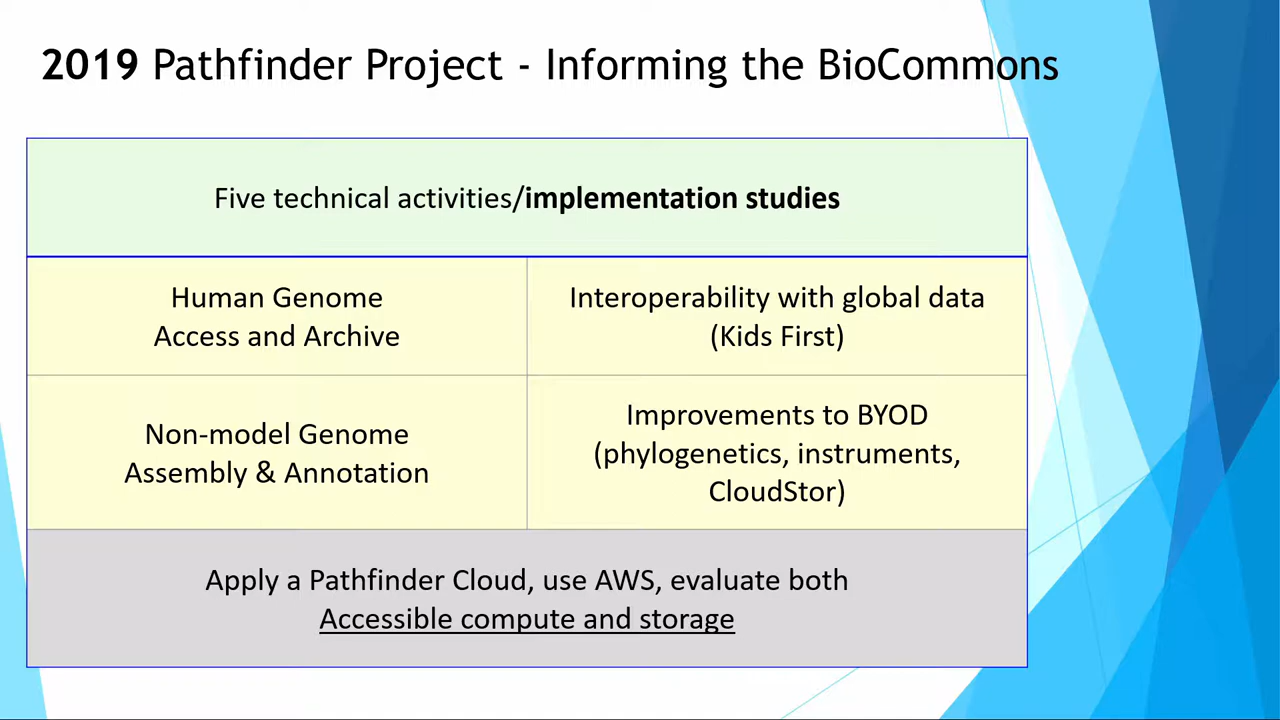 2019 Pathfinder Project - Informing the BioCommons
Five technical activities/implementation studies
Human Genome
Access and Archive
Interoperability with global data
(Kids First)
Non-model Genome
Assembly & Annotation
Improvements to BYOD
(phylogenetics, instruments,
CloudStor)
Apply a Pathfinder Cloud, use AWS, evaluate both
Accessible compute and storage